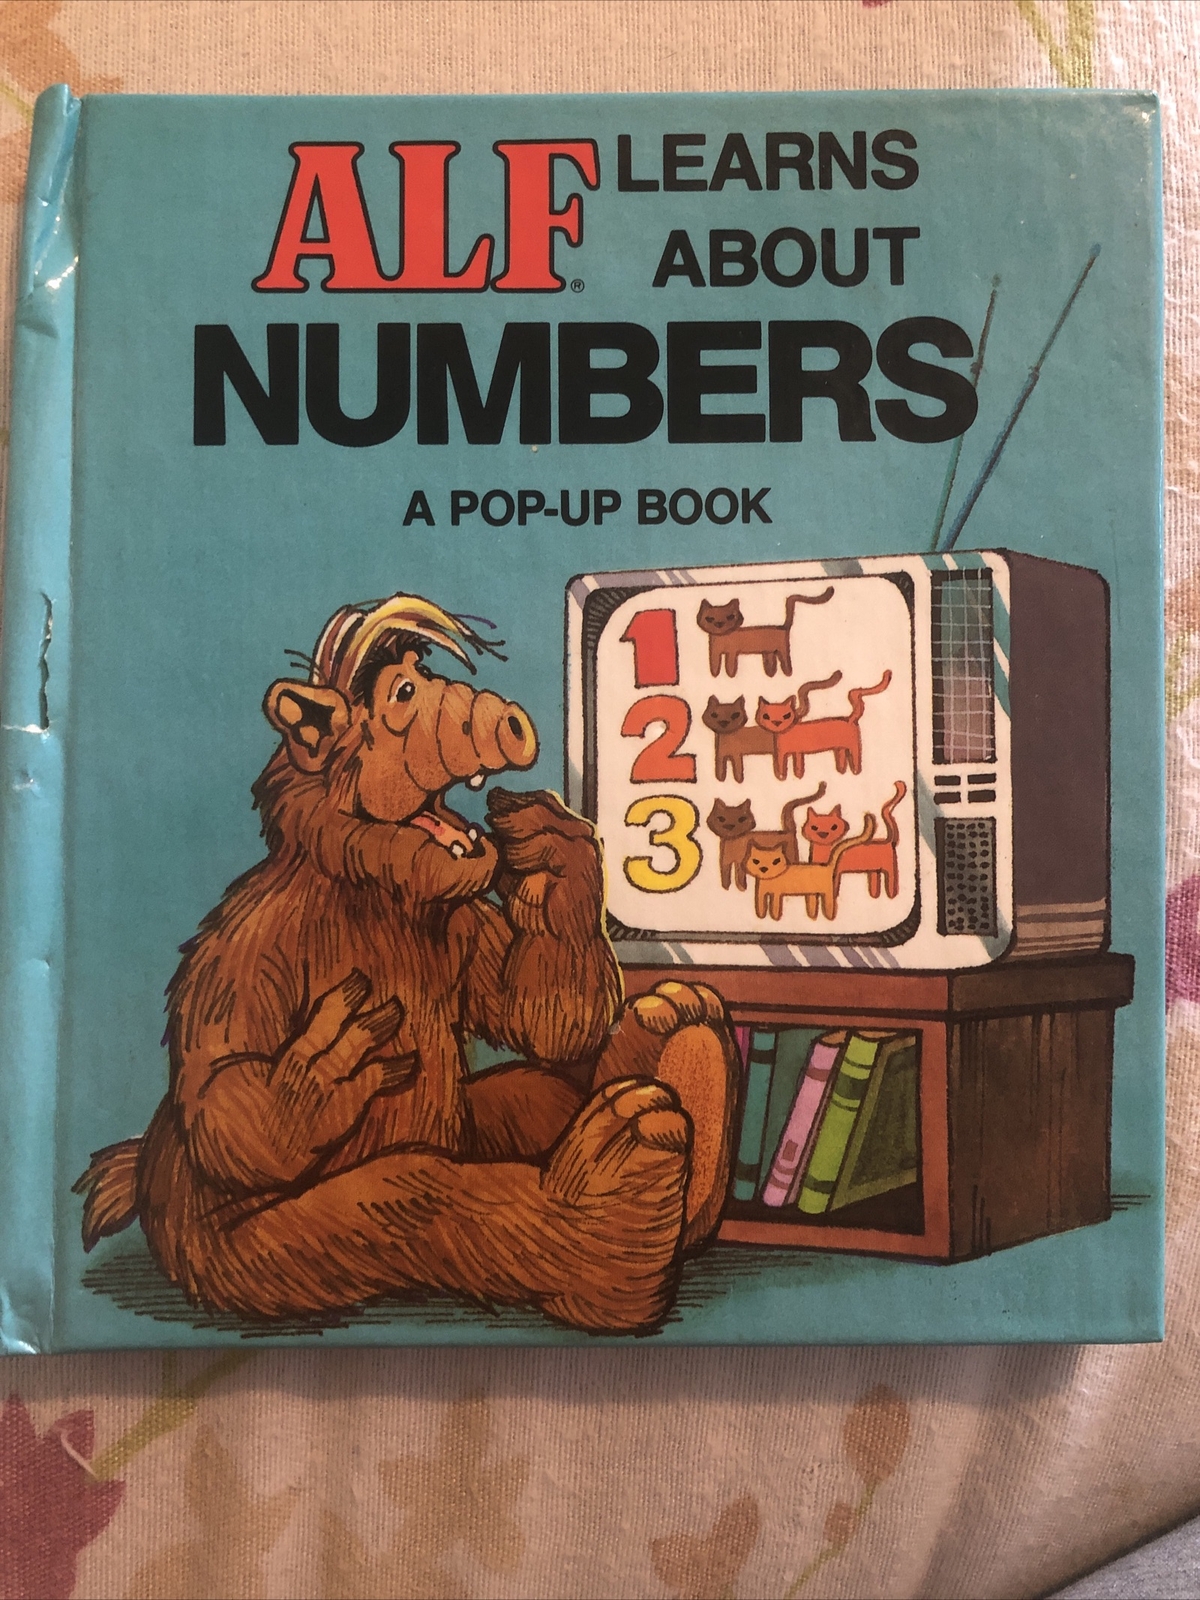 ALF® LEARNS
ABOUT
NUMBERS
A POP-UP BOOK
1
2
3